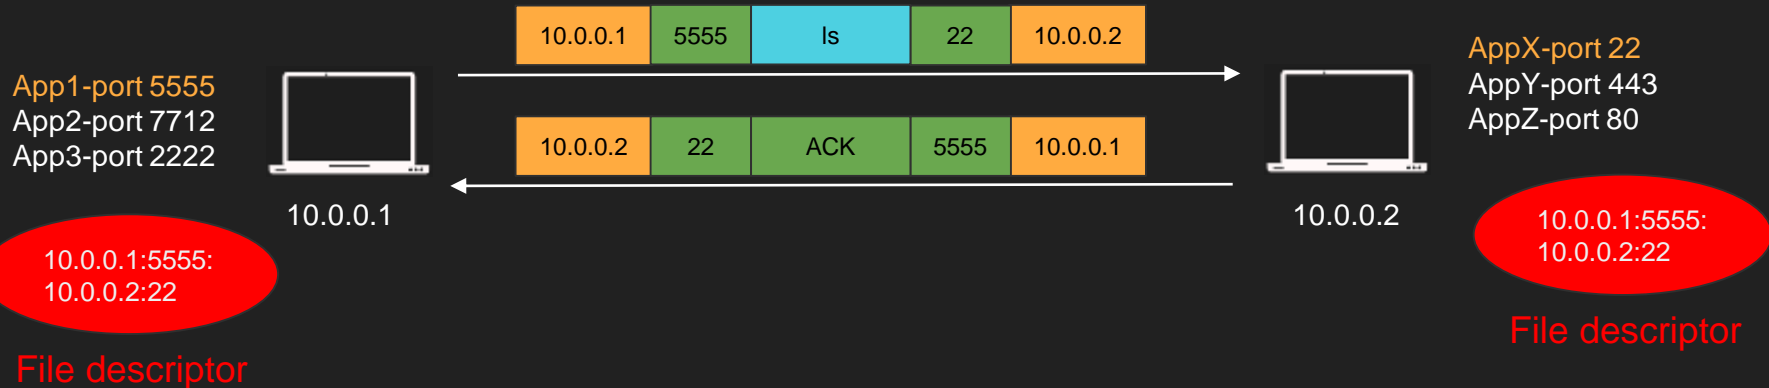 10.0.0.1 5555 ls 22 10.0.0.2
App1-port 5555
App2-port 7712
App3-port 2222
AppX-port 22
AppY-port 443
AppZ-port 80
10.0.0.2 22 ACK 5555 10.0.0.1
10.0.0.1
10.0.0.2
10.0.0.1:5555:
10.0.0.2:22
File descriptor
10.0.0.1:5555:
10.0.0.2:22
File descriptor